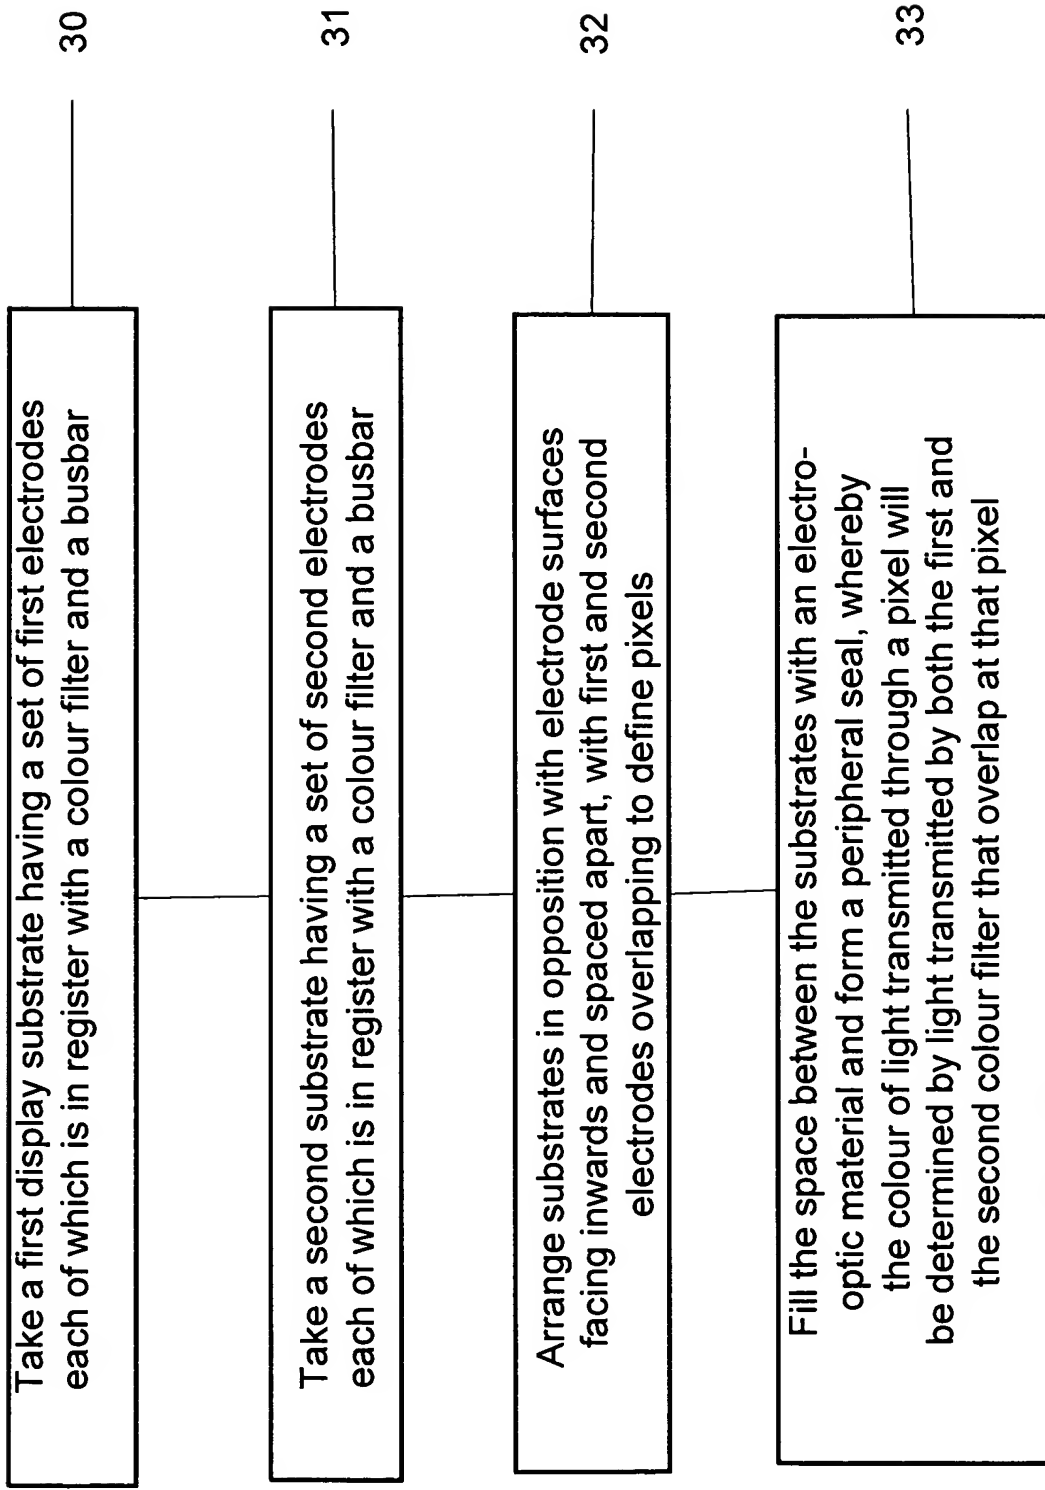 Take a first display substrate having a set of first electrodes
each of which is in register with a colour filter and a busbar
30
Take a second substrate having a set of second electrodes
each of which is in register with a colour filter and a busbar
31
Arrange substrates in opposition with electrode surfaces
facing inwards and spaced apart, with first and second
electrodes overlapping to define pixels
32
Fill the space between the substrates with an electro-
optic material and form a peripheral seal, whereby
the colour of light transmitted through a pixel will
be determined by light transmitted by both the first and
the second colour filter that overlap at that pixel
33